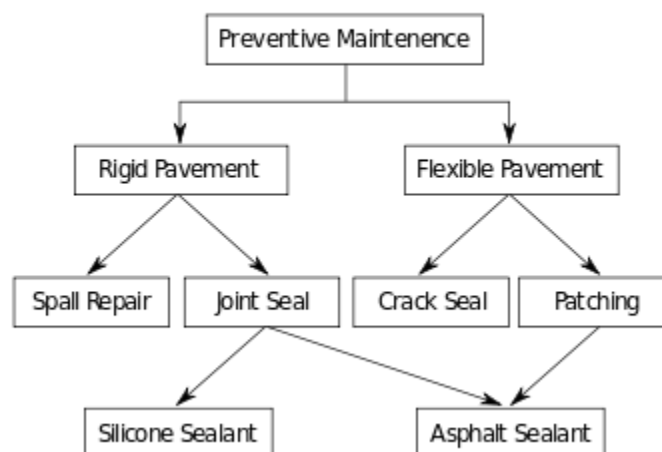 Preventive Maintenence
Rigid Pavement
Flexible Pavement
Spall Repair
Joint Seal
Crack Seal
Patching
Silicone Sealant
Asphalt Sealant